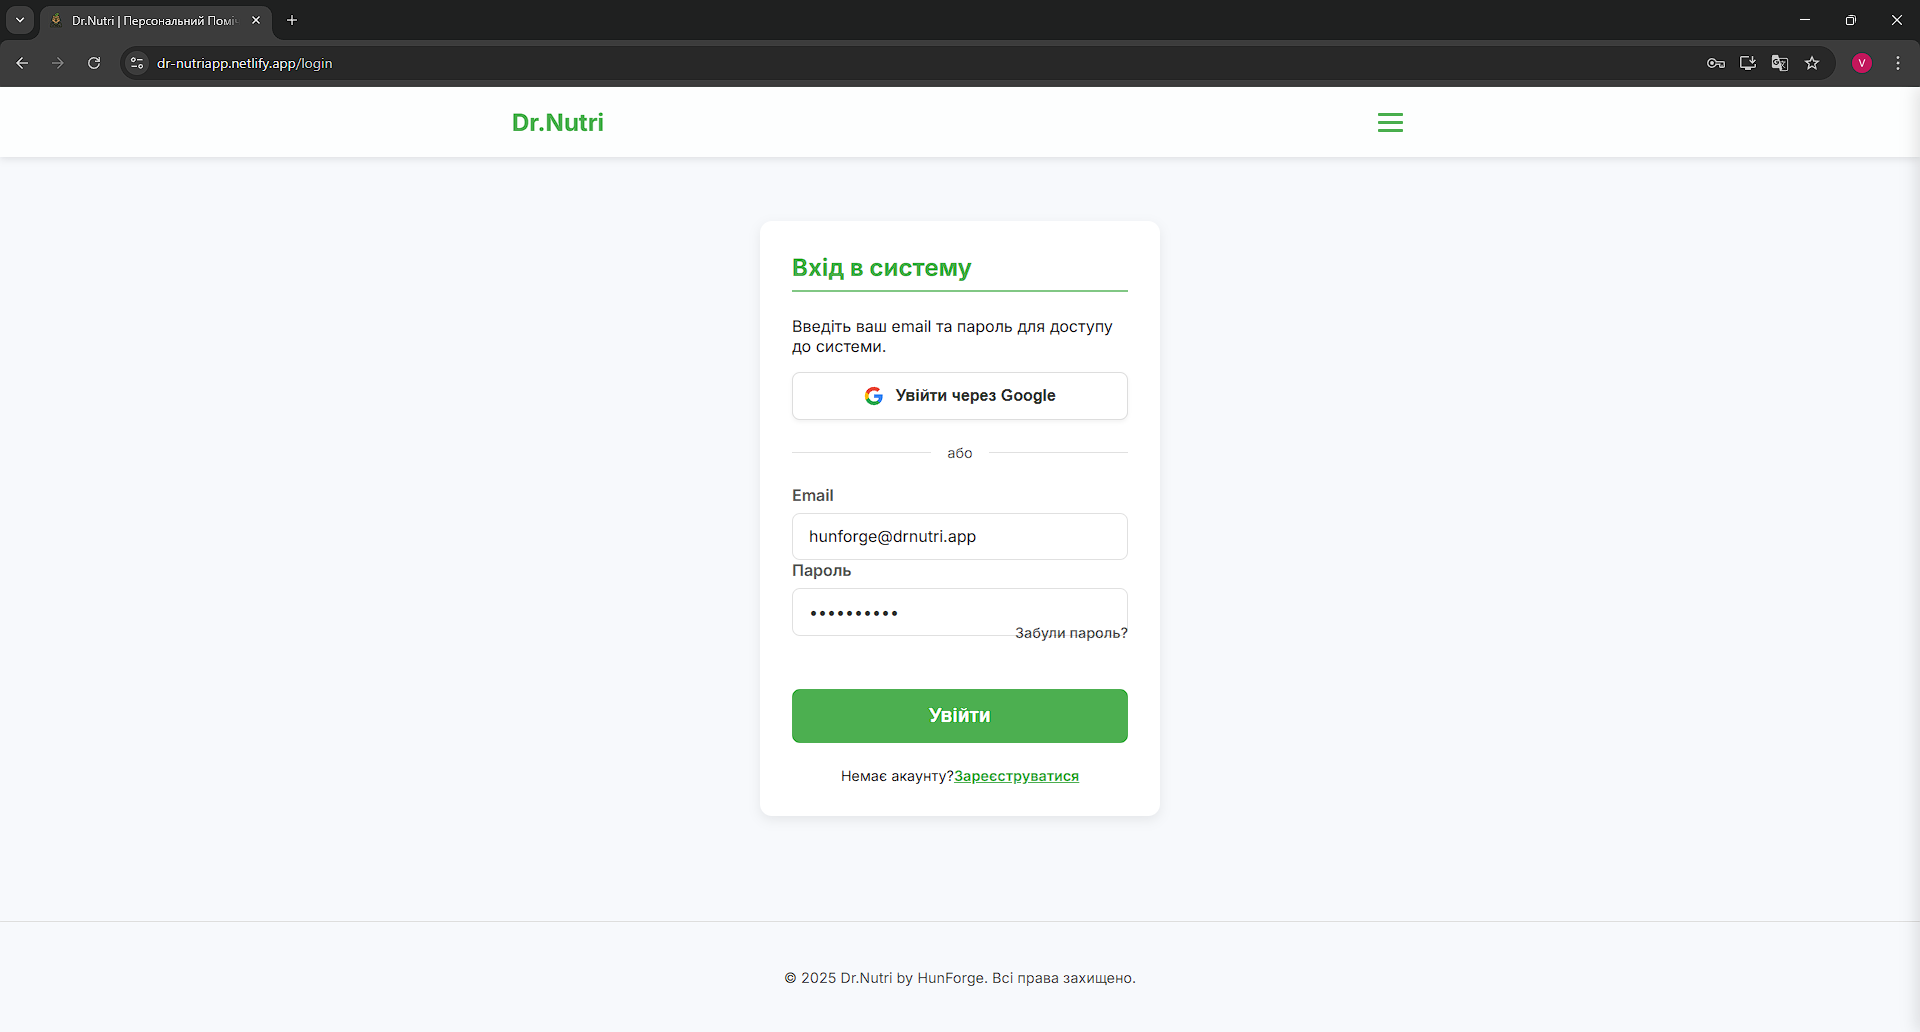 Dr.Nutri | Персональний Поміч
dr-nutriapp.netlify.app/login
V
Dr.Nutri
Вхід в систему
Введіть ваш email та пароль для доступу
до системи.
Увійти через Google
або
Email
hunforge@drnutri.app
Пароль
Забули пароль?
Увійти
Немає акаунту?Зареєструватися
© 2025 Dr.Nutri by HunForge. Всі права захищено.